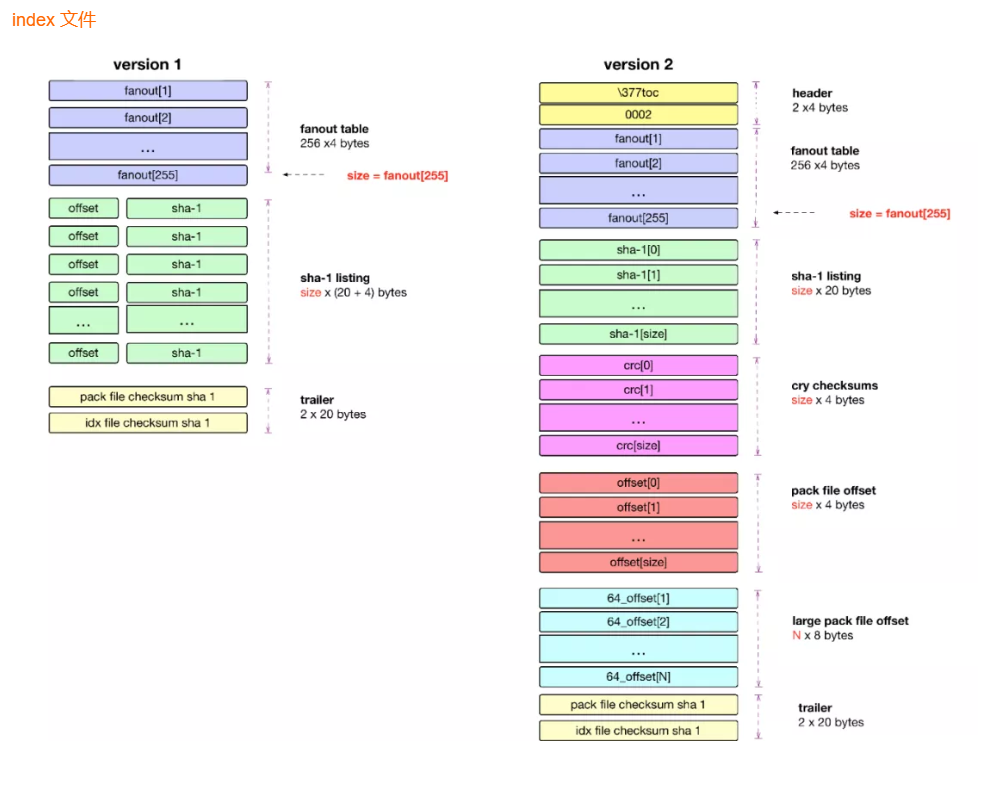 index 文件
version 1
fanout[1]
fanout[2]
...
fanout[255]
fanout table
256 x4 bytes
size = fanout[255]
offset sha-1
offset sha-1
offset sha-1
offset sha-1
... ...
offset sha-1
sha-1 listing
size x (20 + 4) bytes
pack file checksum sha 1
idx file checksum sha 1
trailer
2 x 20 bytes
version 2
\377toc
0002
header
2 x4 bytes
fanout[1]
fanout[2]
...
fanout[255]
fanout table
256 x4 bytes
size = fanout[255]
sha-1[0]
sha-1[1]
...
sha-1[size]
sha-1 listing
size x 20 bytes
crc[0]
crc[1]
...
crc[size]
cry checksums
size x 4 bytes
offset[0]
offset[1]
...
offset[size]
pack file offset
size x 4 bytes
64_offset[1]
64_offset[2]
...
64_offset[N]
large pack file offset
N x 8 bytes
pack file checksum sha 1
idx file checksum sha 1
trailer
2 x 20 bytes